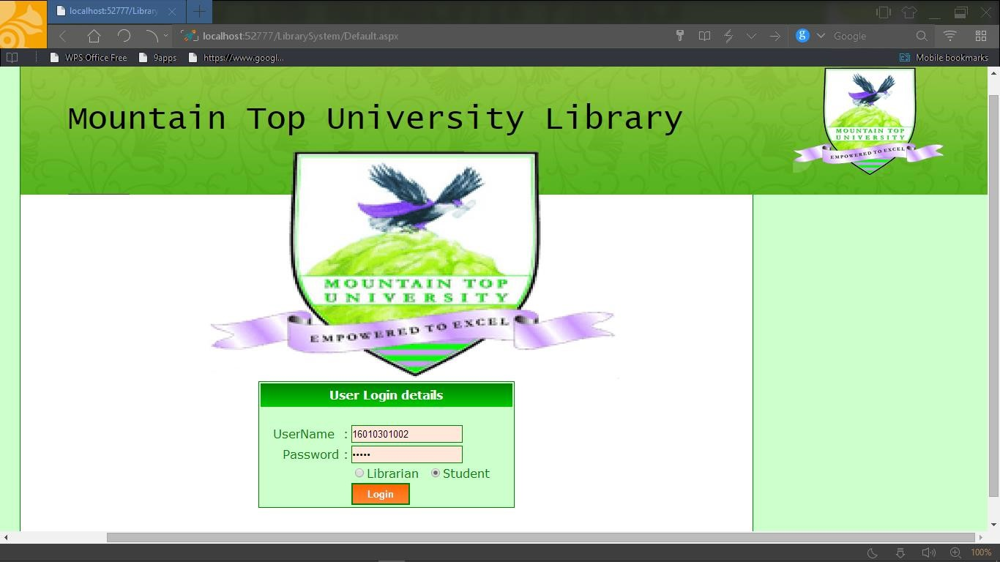 localhost:52777/Library
localhost:52777/LibrarySystem/Default.aspx
g
Google
WPS Office Free
9apps
https://www.googl...
Mobile bookmarks
Mountain Top University Library
MOUNTAIN TOP
UNIVERSITY
EMPOWERED TO EXCEL
MOUNTAIN TOP
UNIVERSITY
EMPOWERED TO EXCEL
User Login details
UserName : 16010301002
Password : •••••
Librarian Student
Login
100%